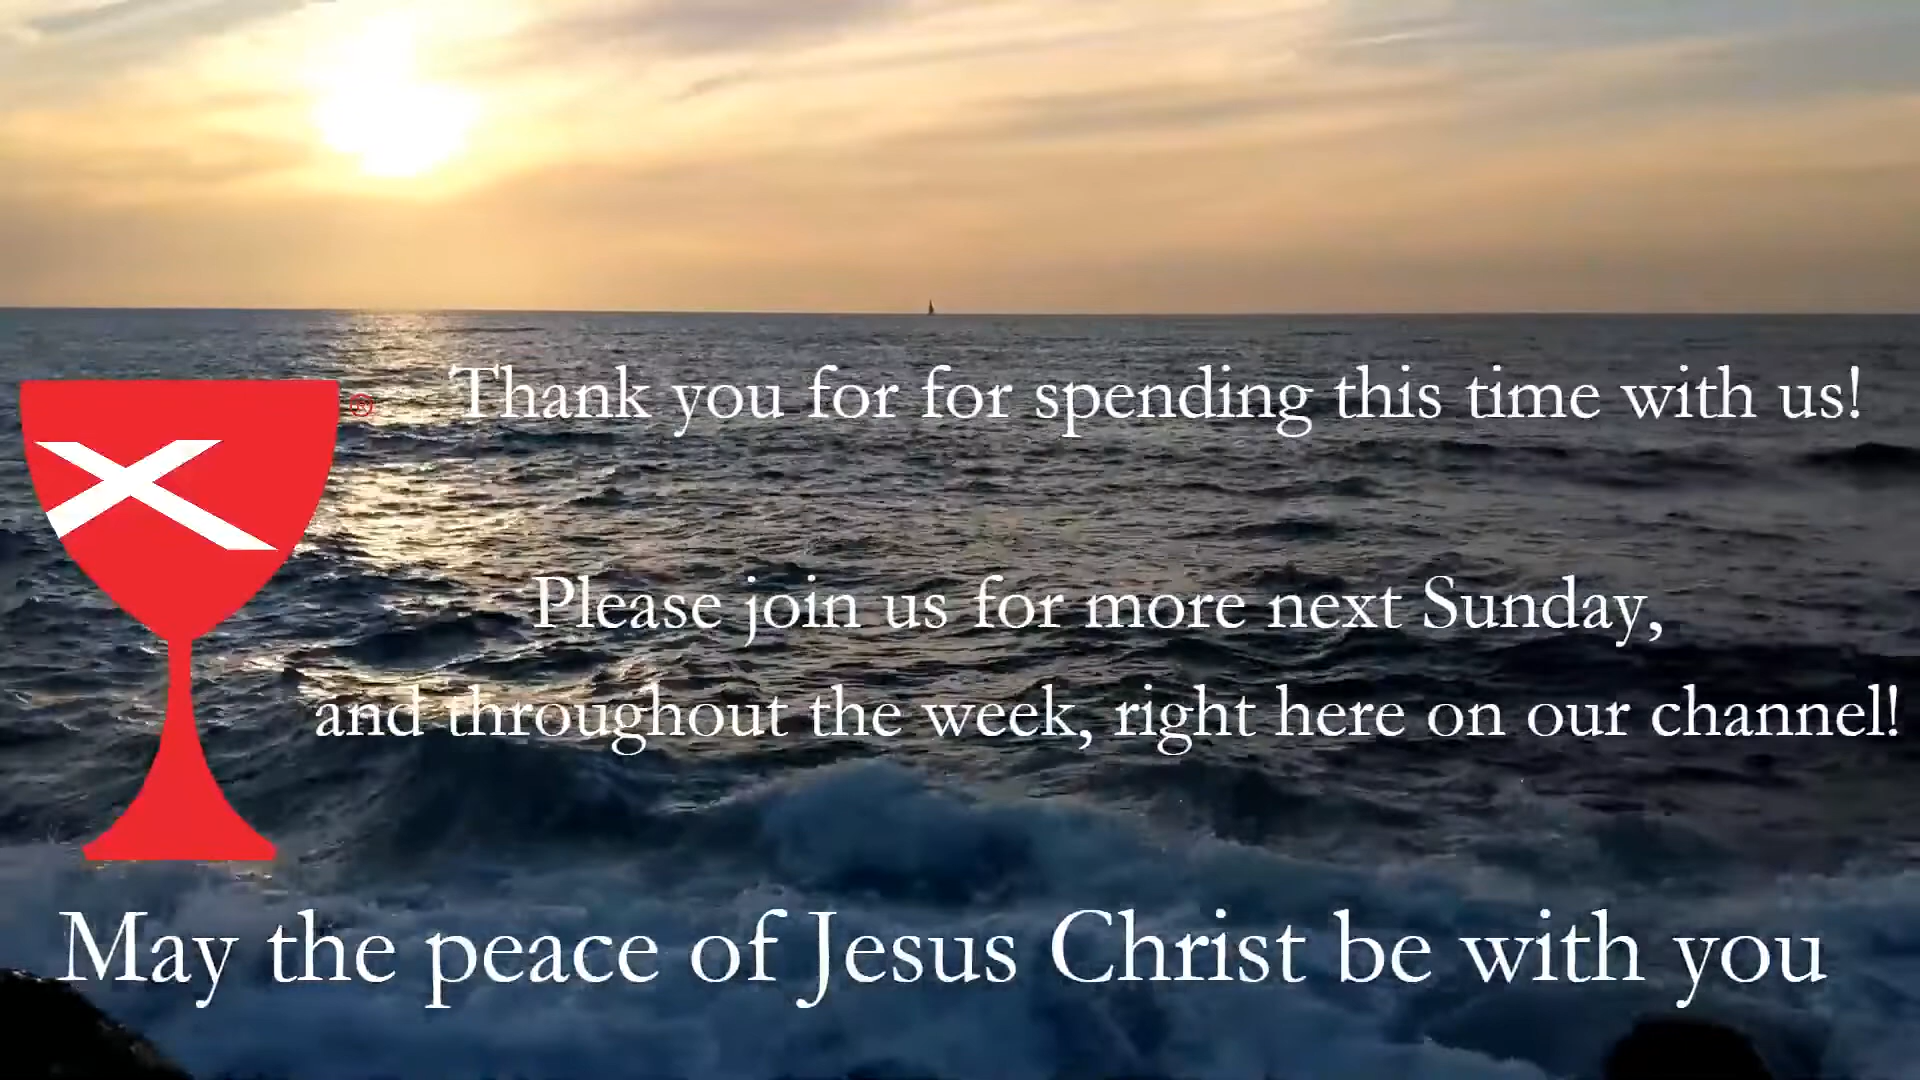 ®
Thank you for for spending this time with us!
Please join us for more next Sunday,
and throughout the week, right here on our channel!
May the peace of Jesus Christ be with you